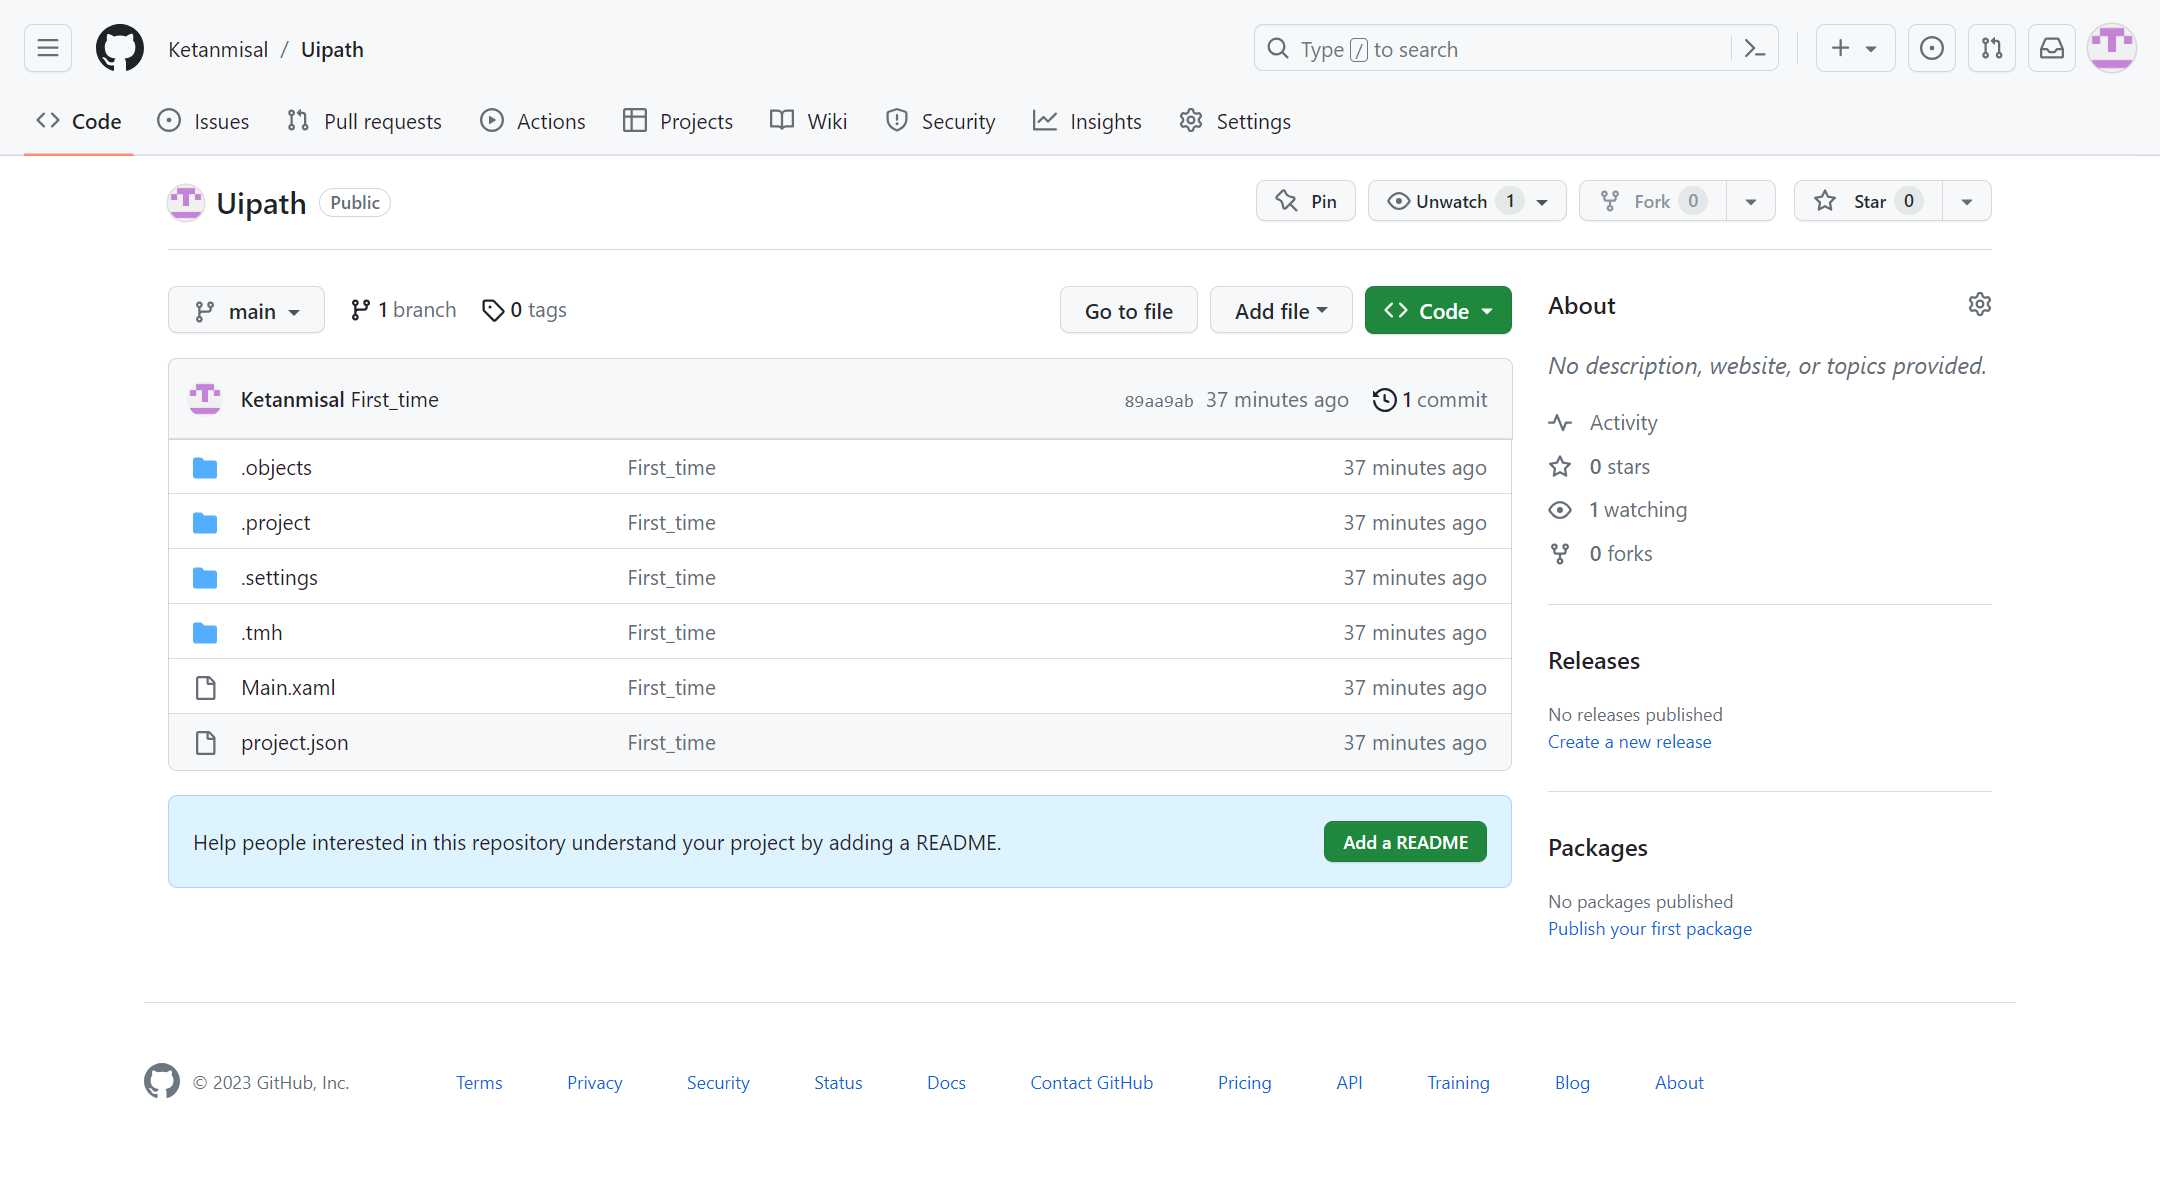 Ketanmisal / Uipath
Type / to search
Code Issues Pull requests Actions Projects Wiki Security Insights Settings
Uipath Public
Pin Unwatch 1 Fork 0 Star 0
main 1 branch 0 tags Go to file Add file Code
Ketanmisal First_time 89aa9ab 37 minutes ago 1 commit
.objects First_time 37 minutes ago
.project First_time 37 minutes ago
.settings First_time 37 minutes ago
.tmh First_time 37 minutes ago
Main.xaml First_time 37 minutes ago
project.json First_time 37 minutes ago
Help people interested in this repository understand your project by adding a README. Add a README
About
No description, website, or topics provided.
Activity
0 stars
1 watching
0 forks
Releases
No releases published
Create a new release
Packages
No packages published
Publish your first package
© 2023 GitHub, Inc. Terms Privacy Security Status Docs Contact GitHub Pricing API Training Blog About